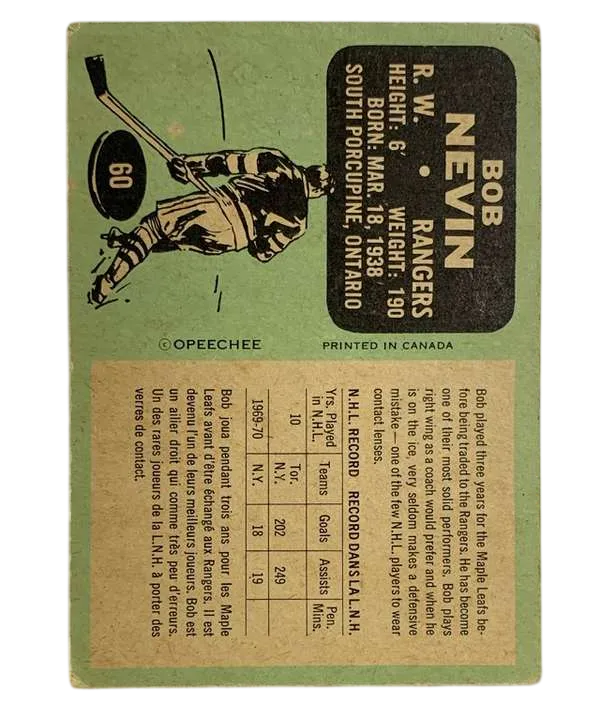 BOB
NEVIN
R. W. • RANGERS
HEIGHT: 6' WEIGHT: 190
BORN: MAR. 18, 1938
SOUTH PORCUPINE, ONTARIO
60
©OPEECHEE
PRINTED IN CANADA
Bob played three years for the Maple Leafs be-
fore being traded to the Rangers. He has become
one of their most solid performers. Bob plays
right wing as a coach would prefer and when he
is on the ice, very seldom makes a defensive
mistake — one of the few N.H.L. players to wear
contact lenses.
N.H.L. RECORD RECORD DANS LA L.N.H.
Yrs. Played in N.H.L. Teams Goals Assists Pen. Mins.
10 Tor. N.Y. 202 249
1969-70 N.Y. 18 19
Bob joua pendant trois ans pour les Maple
Leafs avant d'être échangé aux Rangers. Il est
devenu l'un de leurs meilleurs joueurs. Bob est
un ailier droit qui comme très peu d'erreurs.
Un des rares joueurs de la L.N.H. à porter des
verres de contact.